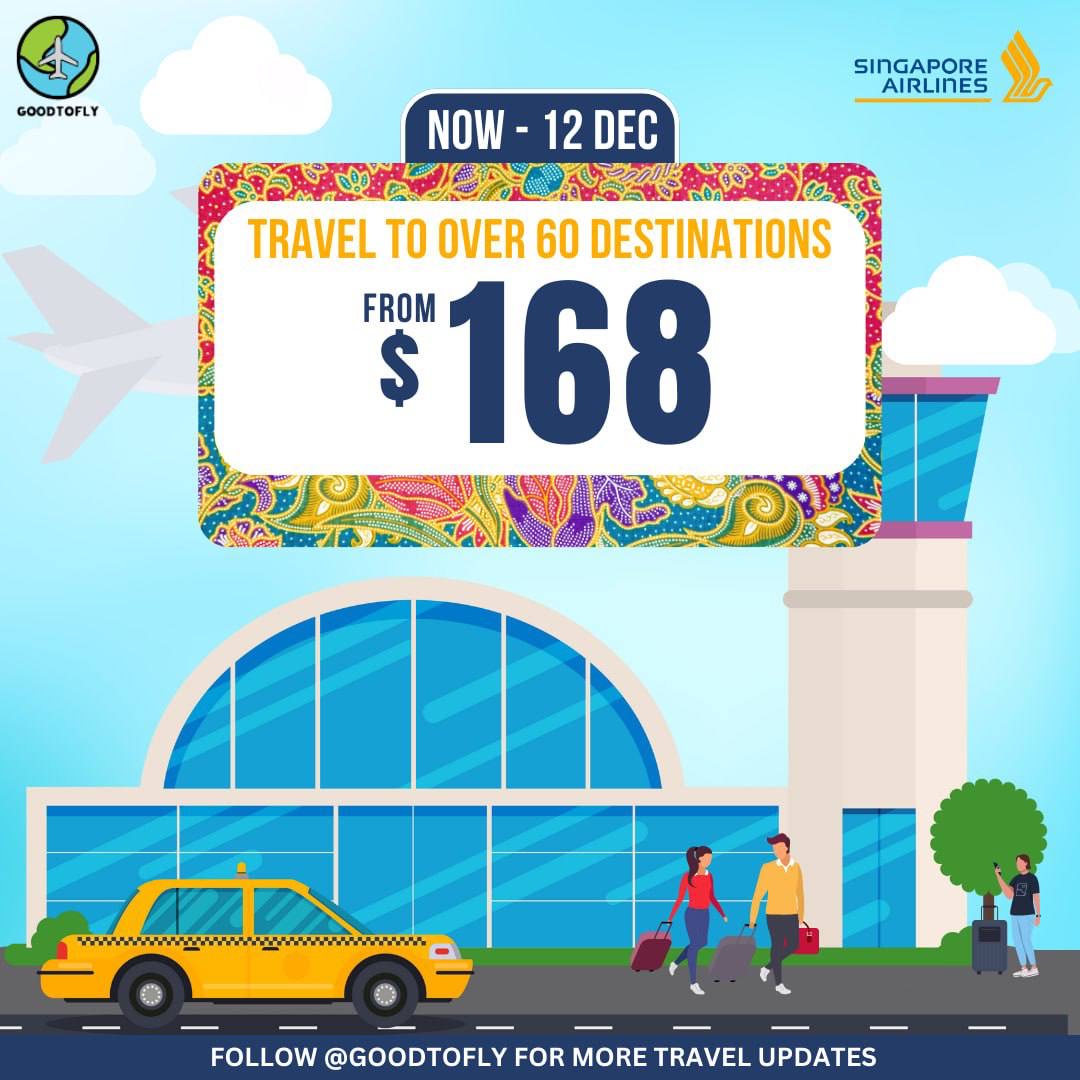 GOODTOFLY
SINGAPORE
AIRLINES
NOW - 12 DEC
TRAVEL TO OVER 60 DESTINATIONS
FROM
$168
FOLLOW @GOODTOFLY FOR MORE TRAVEL UPDATES